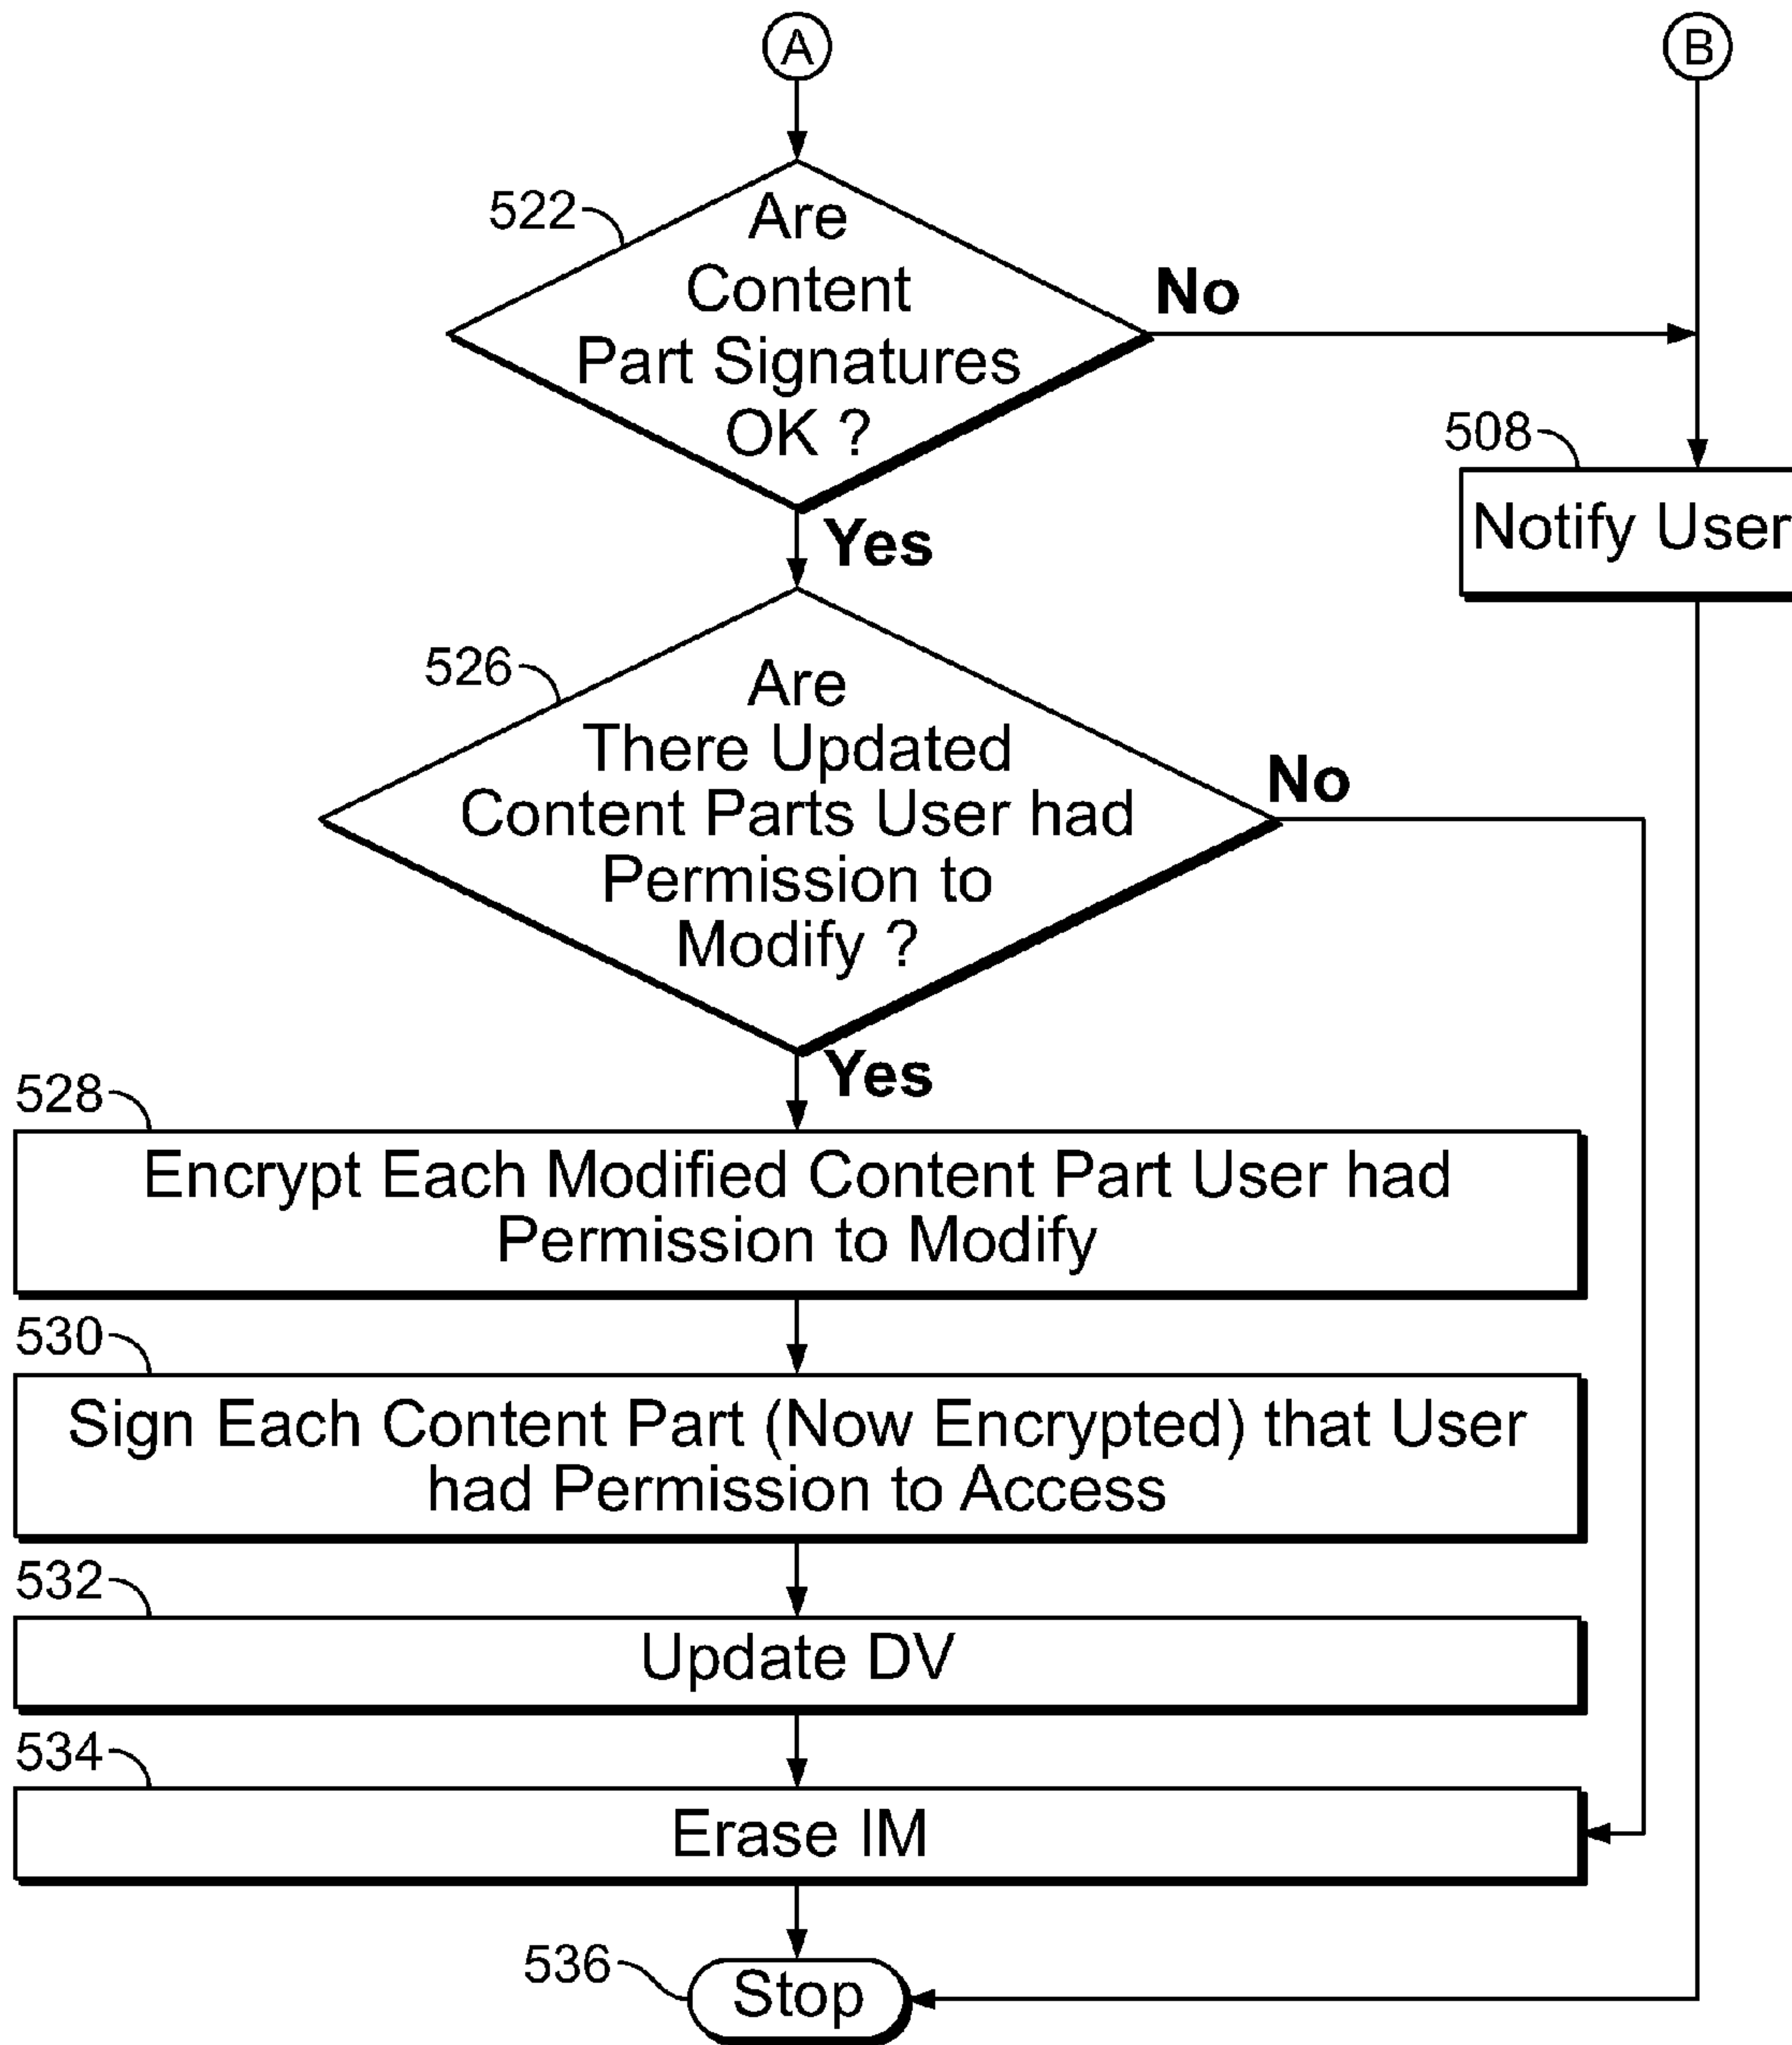 A
B
522
Are
Content
Part Signatures
OK ?
No
Yes
508
Notify User
526
Are
There Updated
Content Parts User had
Permission to
Modify ?
No
Yes
528
Encrypt Each Modified Content Part User had
Permission to Modify
530
Sign Each Content Part (Now Encrypted) that User
had Permission to Access
532
Update DV
534
Erase IM
536
Stop